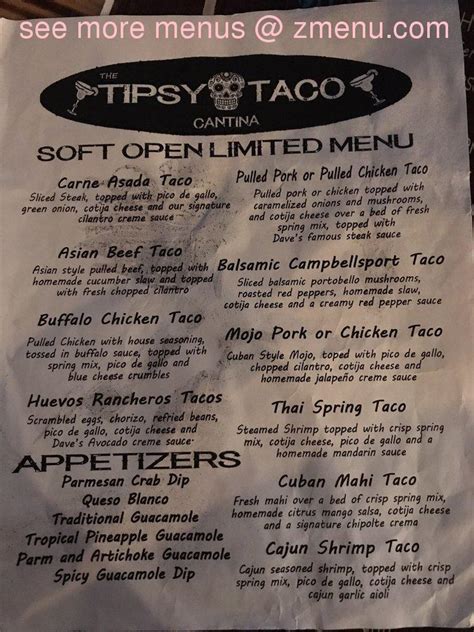 see more menus @ zmenu.com
THE
TIPSY TACO
CANTINA
SOFT OPEN LIMITED MENU
Carne Asada Taco
Sliced Steak, topped with pico de gallo,
green onion, cotija cheese and our signature
cilantro creme sauce
Asian Beef Taco
Asian style pulled beef, topped with
homemade cucumber slaw and topped
with fresh chopped cilantro
Buffalo Chicken Taco
Pulled Chicken with house seasoning,
tossed in buffalo sauce, topped with
spring mix, pico de gallo and
blue cheese crumbles
Huevos Rancheros Tacos
Scrambled eggs, chorizo, refried beans,
pico de gallo, cotija cheese and
Dave's Avocado creme sauce
APPETIZERS
Parmesan Crab Dip
Queso Blanco
Traditional Guacamole
Tropical Pineapple Guacamole
Parm and Artichoke Guacamole
Spicy Guacamole Dip
Pulled Pork or Pulled Chicken Taco
Pulled pork or chicken topped with
caramelized onions and mushrooms,
and cotija cheese over a bed of fresh
spring mix, topped with
Dave's famous steak sauce
Balsamic Campbellsport Taco
Sliced balsamic portobello mushrooms,
roasted red peppers, homemade slaw,
cotija cheese and a creamy red pepper sauce
Mojo Pork or Chicken Taco
Cuban Style Mojo, topped with pico de gallo,
chopped cilantro, cotija cheese and
homemade jalapeño creme sauce
Thai Spring Taco
Steamed Shrimp topped with crisp spring
mix, cotija cheese, pico de gallo and a
homemade mandarin sauce
Cuban Mahi Taco
Fresh mahi over a bed of crisp spring mix,
homemade citrus mango salsa, cotija cheese
and a signature chipolte crema
Cajun Shrimp Taco
Cajun seasoned shrimp, topped with crisp
spring mix, pico de gallo, cotija cheese and
cajun garlic aioli